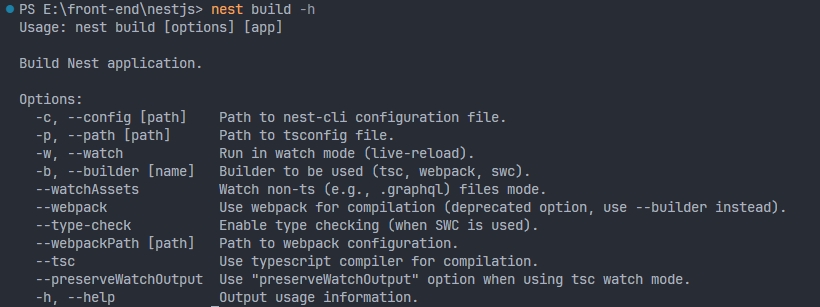 PS E:\front-end\nestjs> nest build -h
Usage: nest build [options] [app]
Build Nest application.
Options:
-c, --config [path] Path to nest-cli configuration file.
-p, --path [path] Path to tsconfig file.
-w, --watch Run in watch mode (live-reload).
-b, --builder [name] Builder to be used (tsc, webpack, swc).
--watchAssets Watch non-ts (e.g., .graphql) files mode.
--webpack Use webpack for compilation (deprecated option, use --builder instead).
--type-check Enable type checking (when SWC is used).
--webpackPath [path] Path to webpack configuration.
--tsc Use typescript compiler for compilation.
--preserveWatchOutput Use "preserveWatchOutput" option when using tsc watch mode.
-h, --help Output usage information.